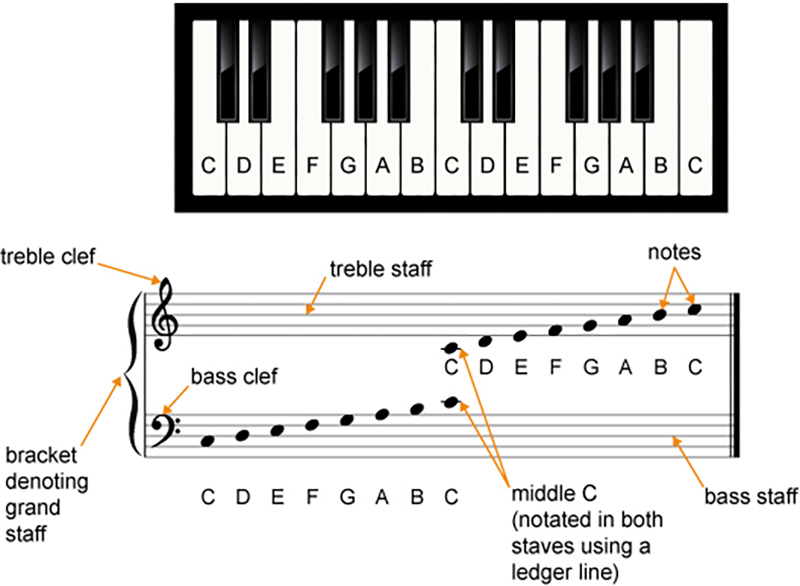 C D E F G A B C D E F G A B C
treble clef
treble staff
notes
C D E F G A B C
bass clef
bracket
denoting
grand
staff
C D E F G A B C
middle C
(notated in both
staves using a
ledger line)
bass staff